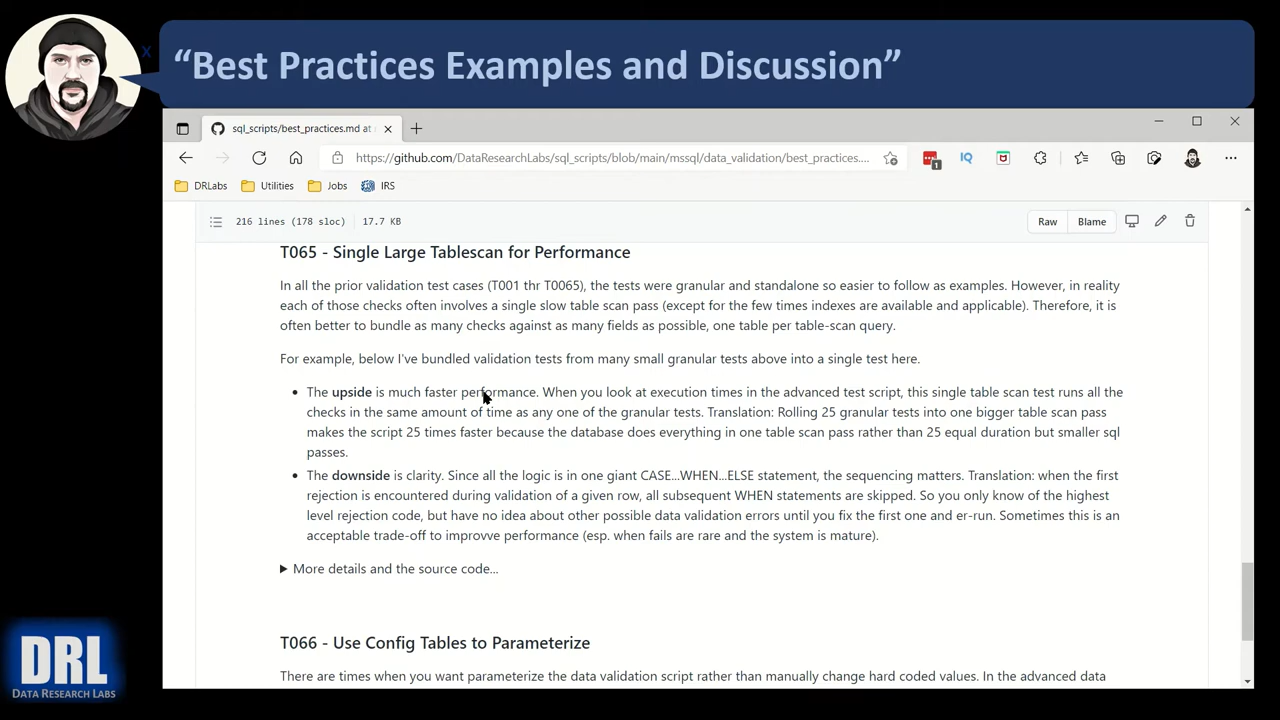 “Best Practices Examples and Discussion”
x
sql_scripts/best_practices.md at
https://github.com/DataResearchLabs/sql_scripts/blob/main/mssql/data_validation/best_practices....
1
IQ
DRLabs Utilities Jobs IRS
216 lines (178 sloc) 17.7 KB
Raw Blame
T065 - Single Large Tablescan for Performance
In all the prior validation test cases (T001 thr T0065), the tests were granular and standalone so easier to follow as examples. However, in reality
each of those checks often involves a single slow table scan pass (except for the few times indexes are available and applicable). Therefore, it is
often better to bundle as many checks against as many fields as possible, one table per table-scan query.
For example, below I've bundled validation tests from many small granular tests above into a single test here.
• The upside is much faster performance. When you look at execution times in the advanced test script, this single table scan test runs all the
checks in the same amount of time as any one of the granular tests. Translation: Rolling 25 granular tests into one bigger table scan pass
makes the script 25 times faster because the database does everything in one table scan pass rather than 25 equal duration but smaller sql
passes.
• The downside is clarity. Since all the logic is in one giant CASE...WHEN...ELSE statement, the sequencing matters. Translation: when the first
rejection is encountered during validation of a given row, all subsequent WHEN statements are skipped. So you only know of the highest
level rejection code, but have no idea about other possible data validation errors until you fix the first one and er-run. Sometimes this is an
acceptable trade-off to improvve performance (esp. when fails are rare and the system is mature).
More details and the source code...
T066 - Use Config Tables to Parameterize
There are times when you want parameterize the data validation script rather than manually change hard coded values. In the advanced data
DRL
DATA RESEARCH LABS